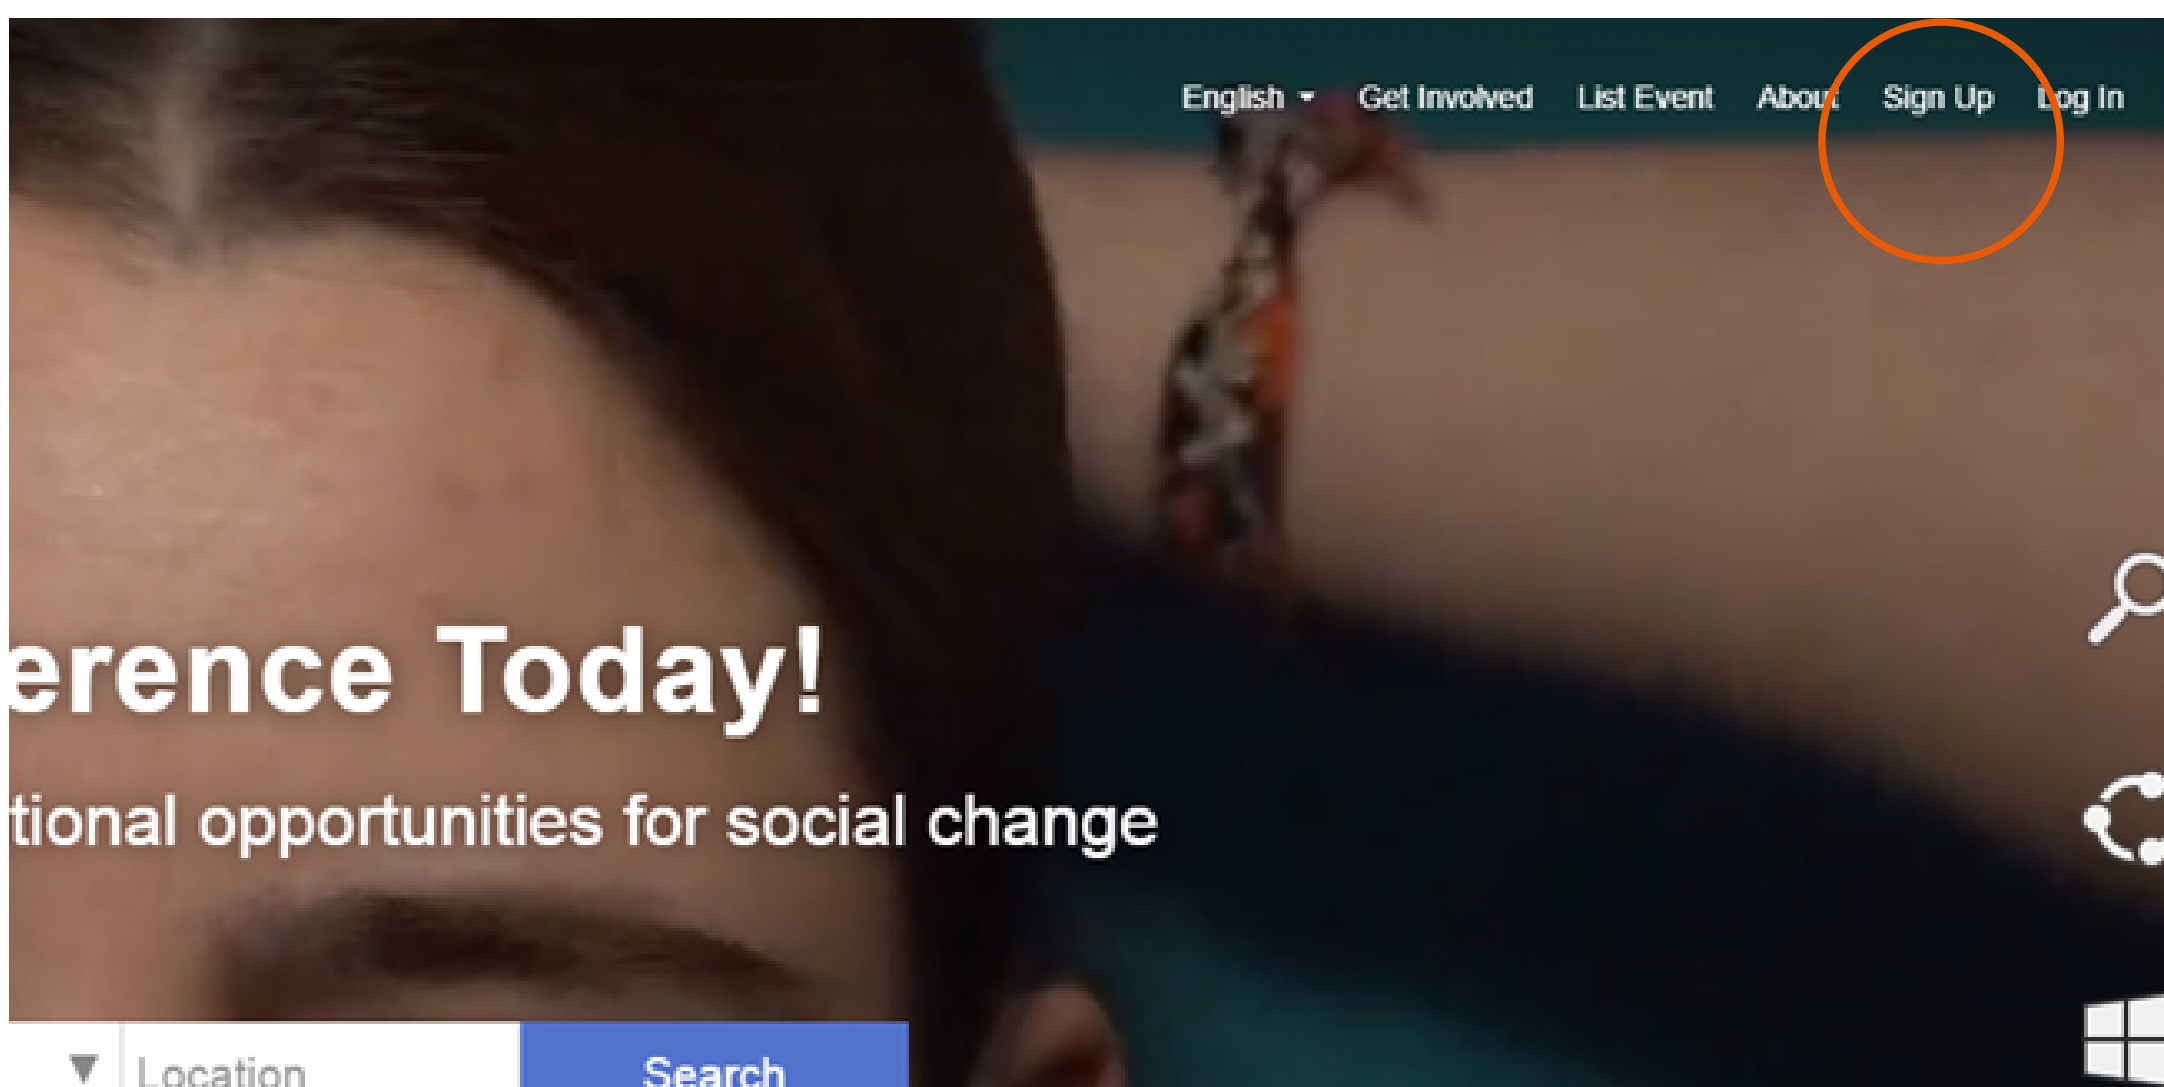 English Get Involved List Event About Sign Up Log In
erence Today!
tional opportunities for social change
Location Search